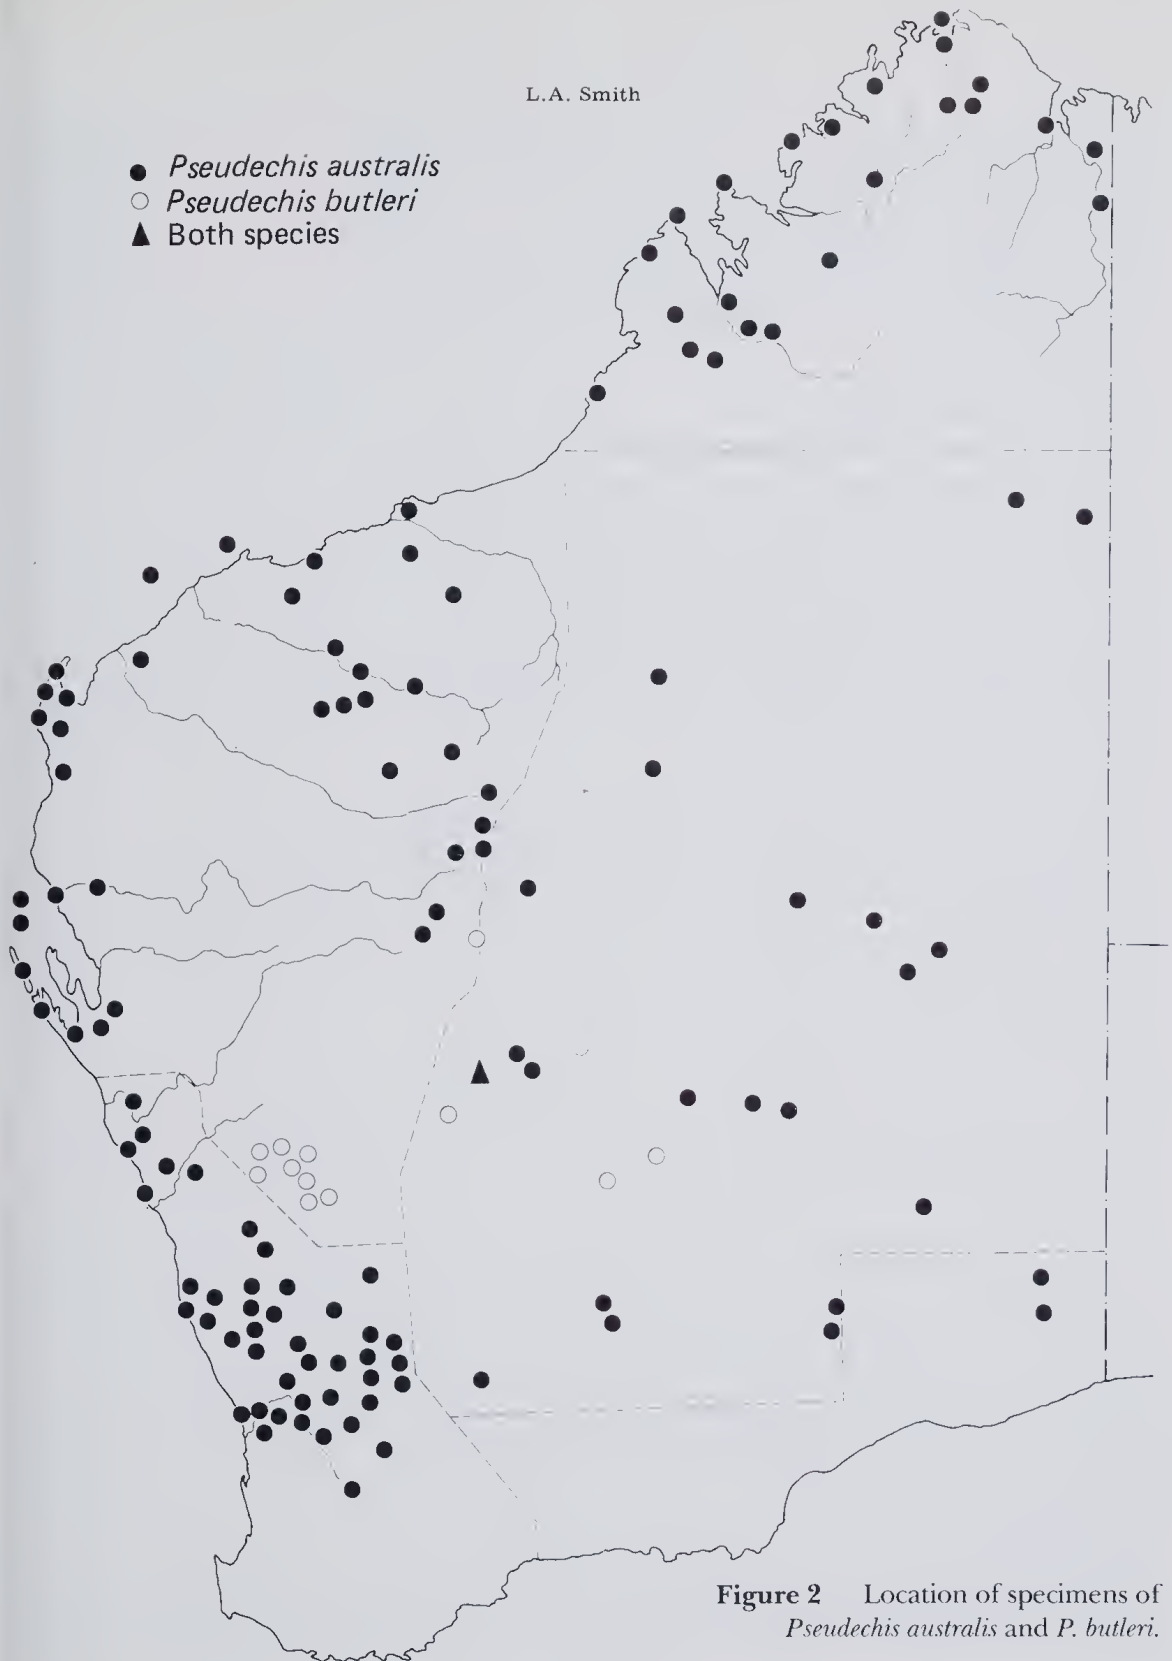 L.A. Smith
Pseudechis australis
Pseudechis butleri
Both species
Figure 2 Location of specimens of
Pseudechis australis and P. butleri.